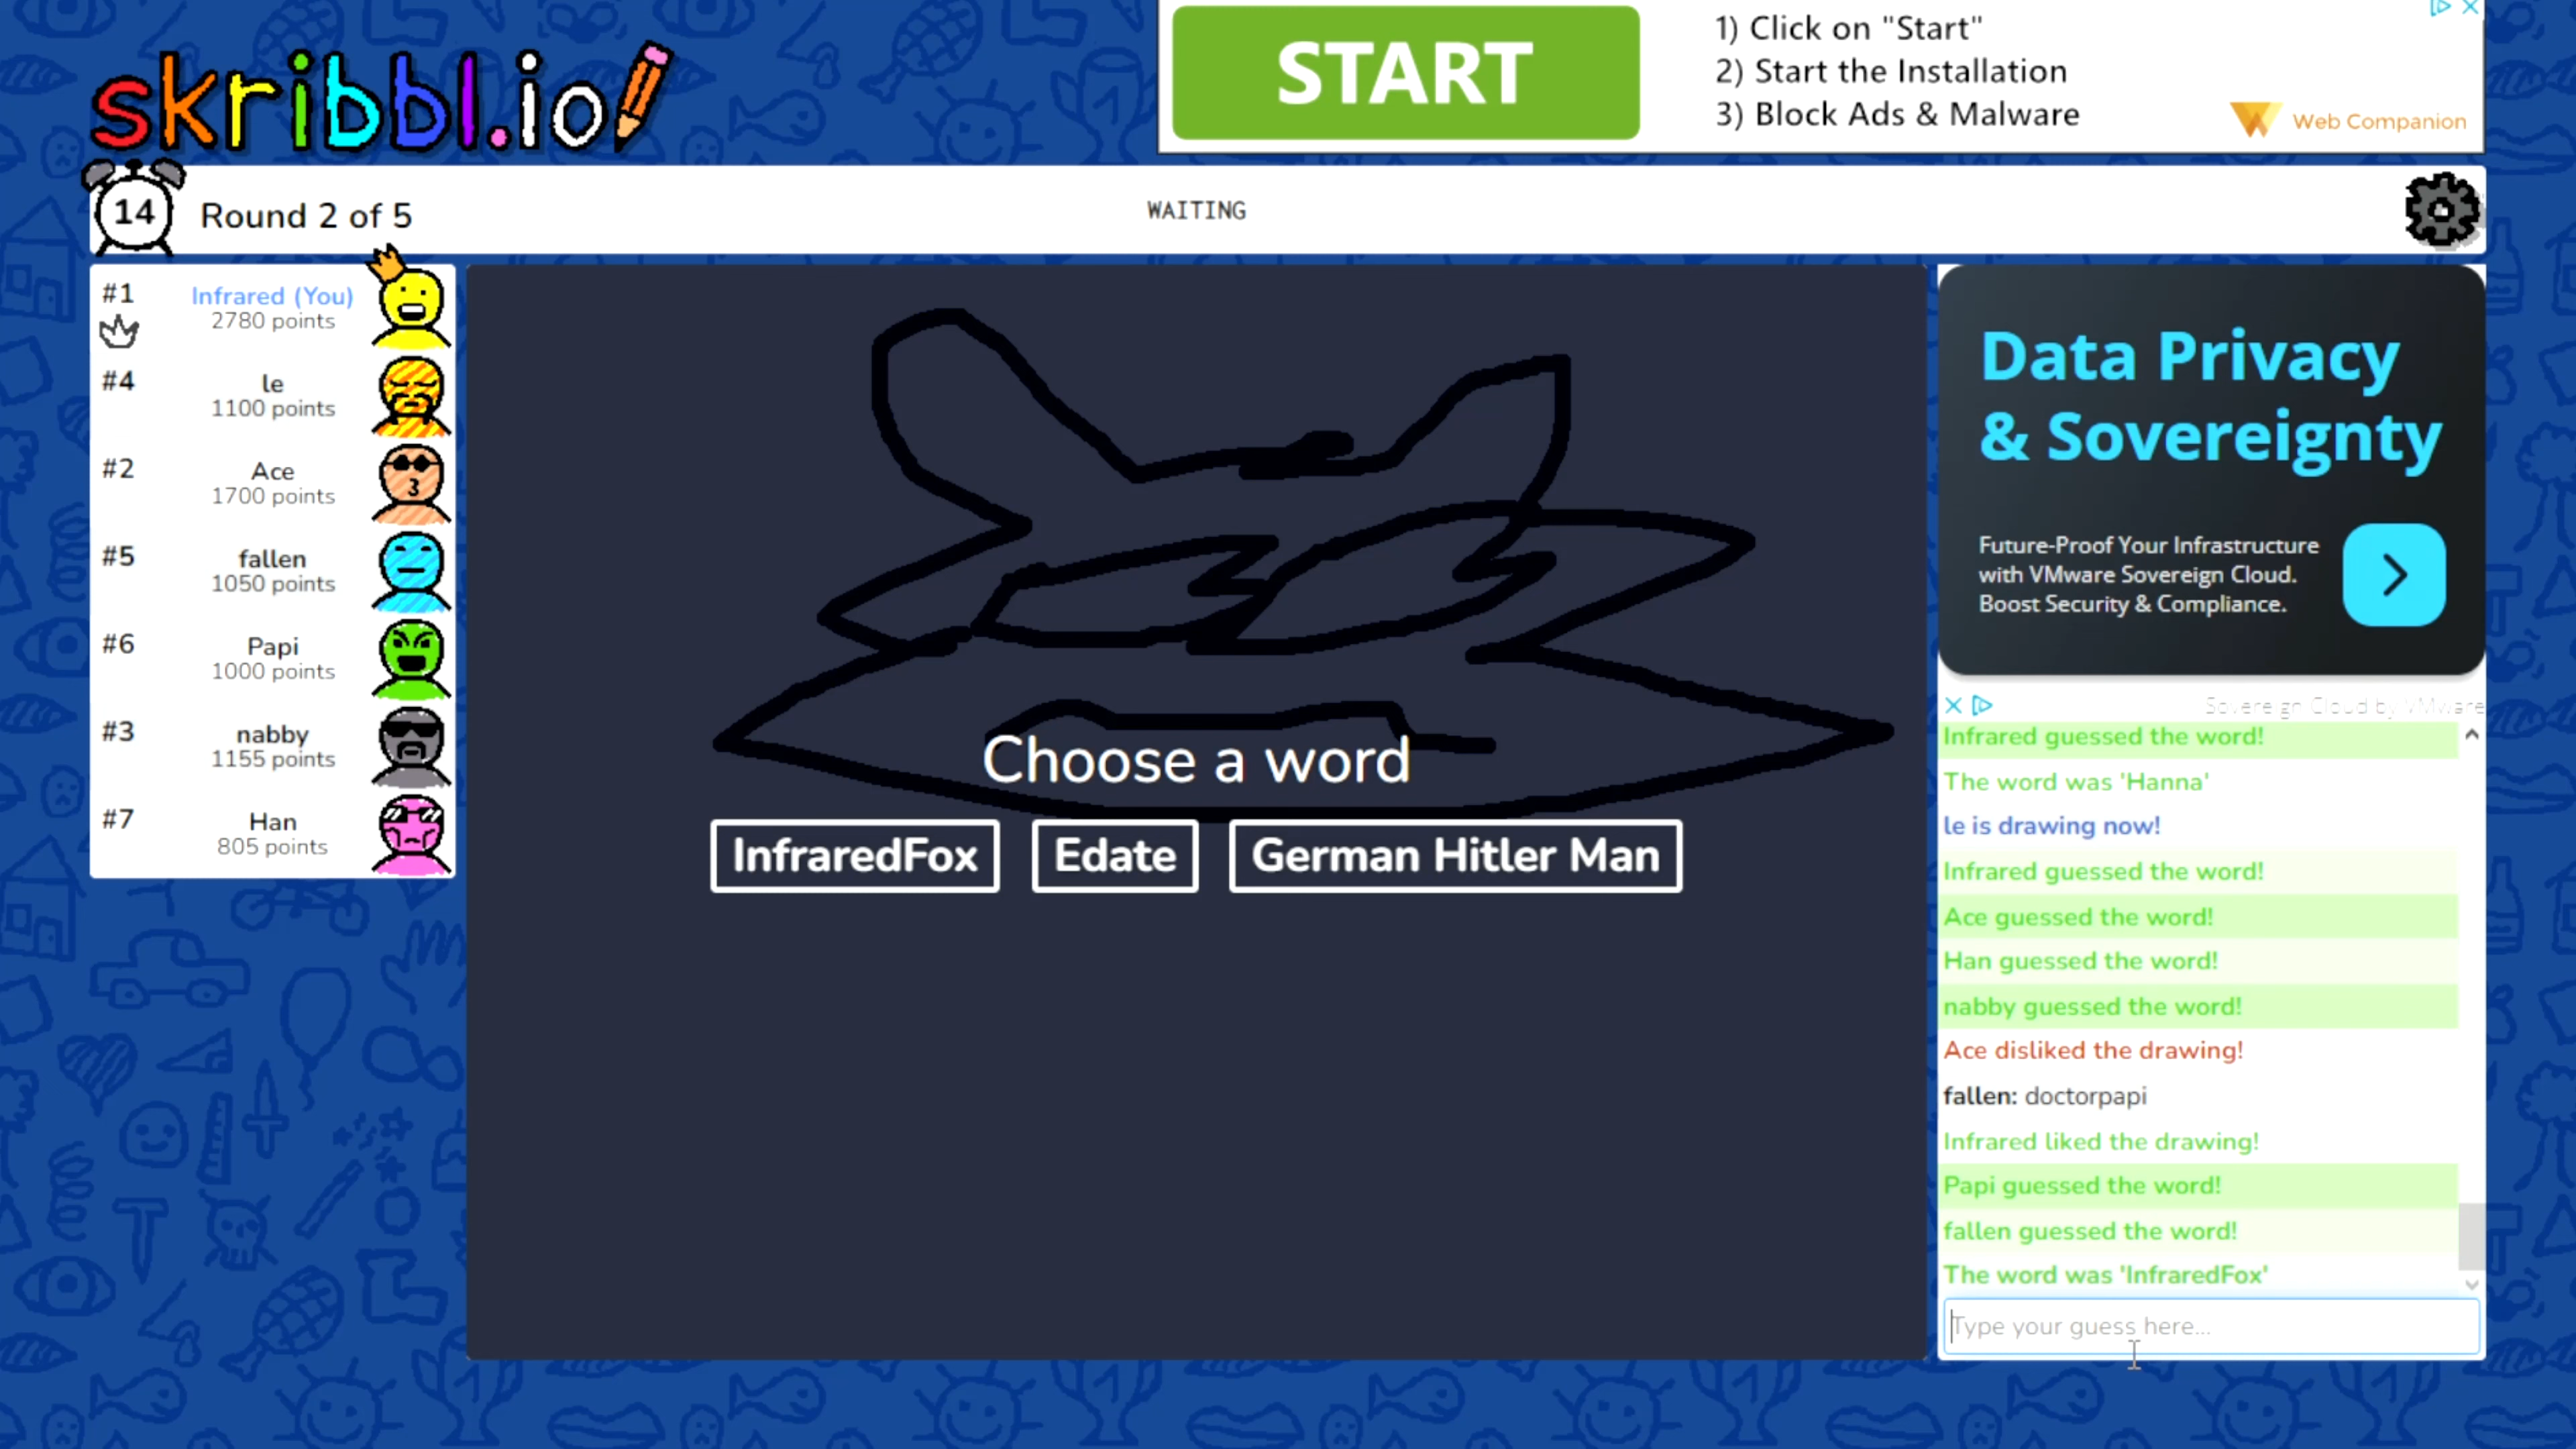 skribbl.io
START
1) Click on "Start"
2) Start the Installation
3) Block Ads & Malware
Web Companion
14
Round 2 of 5
WAITING
#1
Infrared (You)
2780 points
#4
le
1100 points
#2
Ace
1700 points
#5
fallen
1050 points
#6
Papi
1000 points
#3
nabby
1155 points
#7
Han
805 points
Choose a word
InfraredFox
Edate
German Hitler Man
Data Privacy
& Sovereignty
Future-Proof Your Infrastructure
with VMware Sovereign Cloud.
Boost Security & Compliance.
Sovereign Cloud by VMware
Infrared guessed the word!
The word was 'Hanna'
le is drawing now!
Infrared guessed the word!
Ace guessed the word!
Han guessed the word!
nabby guessed the word!
Ace disliked the drawing!
fallen: doctorpapi
Infrared liked the drawing!
Papi guessed the word!
fallen guessed the word!
The word was 'InfraredFox'
Type your guess here...